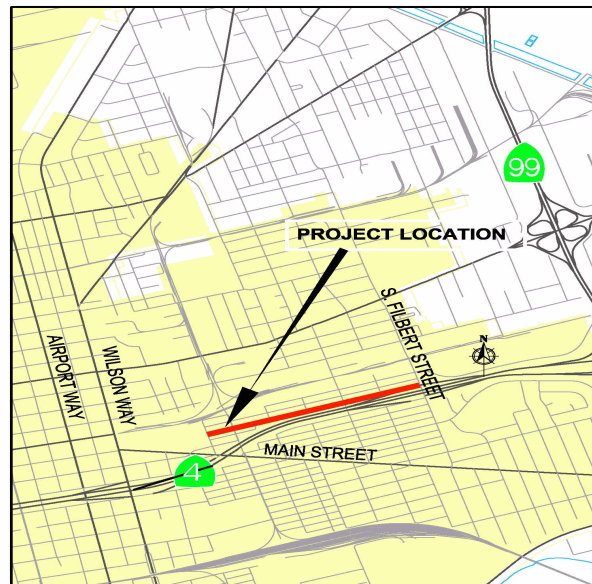 99
PROJECT LOCATION
S. FILBERT STREET
N
AIRPORT WAY
WILSON WAY
MAIN STREET
4